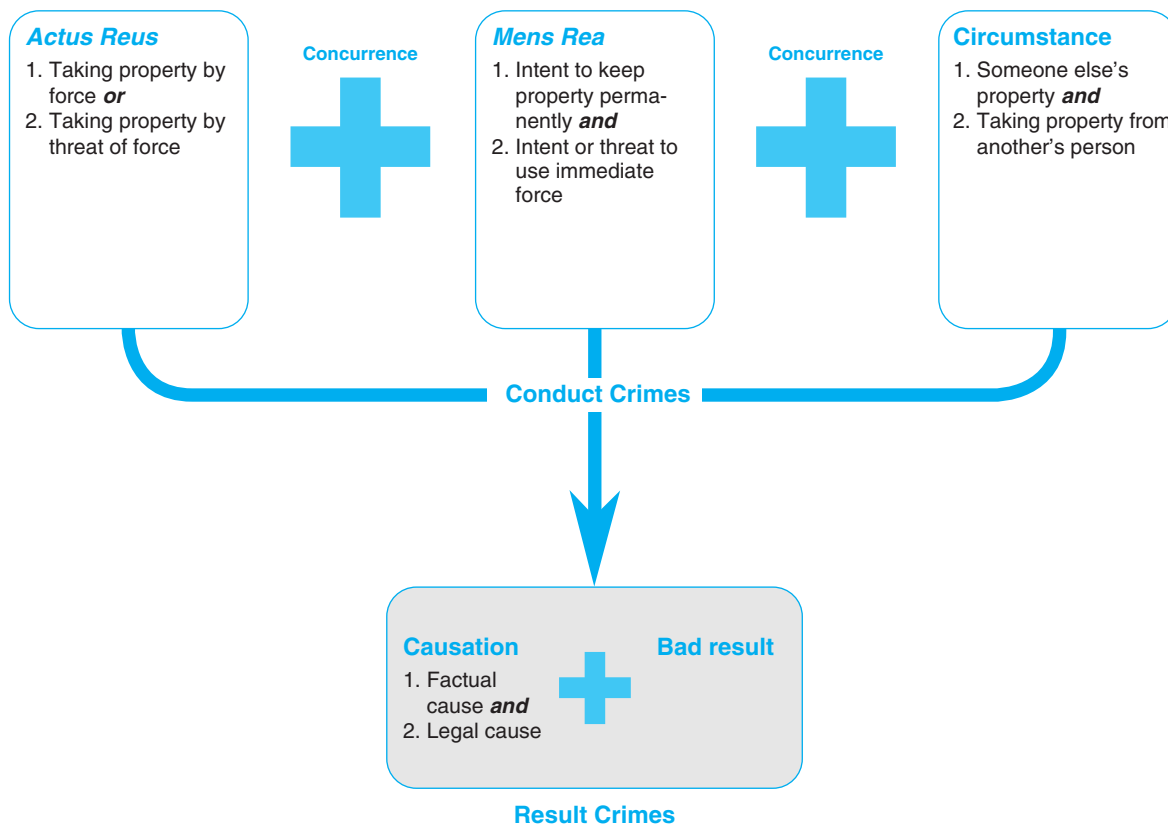 Actus Reus
1. Taking property by
force or
2. Taking property by
threat of force
Concurrence
Mens Rea
1. Intent to keep
property perma-
nently and
2. Intent or threat to
use immediate
force
Concurrence
Circumstance
1. Someone else's
property and
2. Taking property from
another's person
Conduct Crimes
Causation
1. Factual
cause and
2. Legal cause
Bad result
Result Crimes